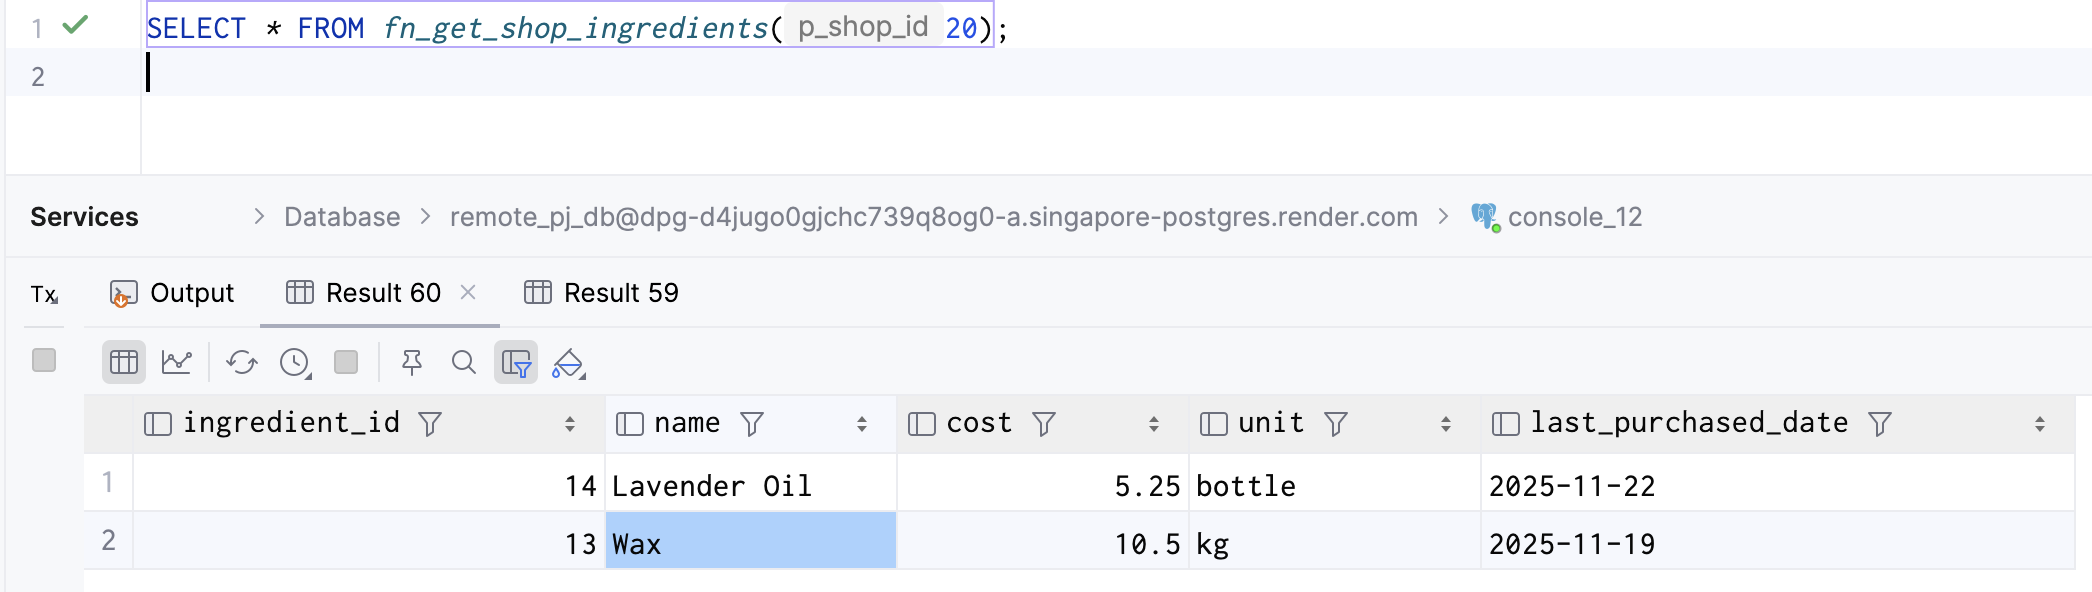 1 SELECT * FROM fn_get_shop_ingredients( p_shop_id 20);
2
Services > Database > remote_pj_db@dpg-d4jugo0gjchc739q8og0-a.singapore-postgres.render.com > console_12
Tx Output Result 60 × Result 59
ingredient_id name cost unit last_purchased_date
1 14 Lavender Oil 5.25 bottle 2025-11-22
2 13 Wax 10.5 kg 2025-11-19